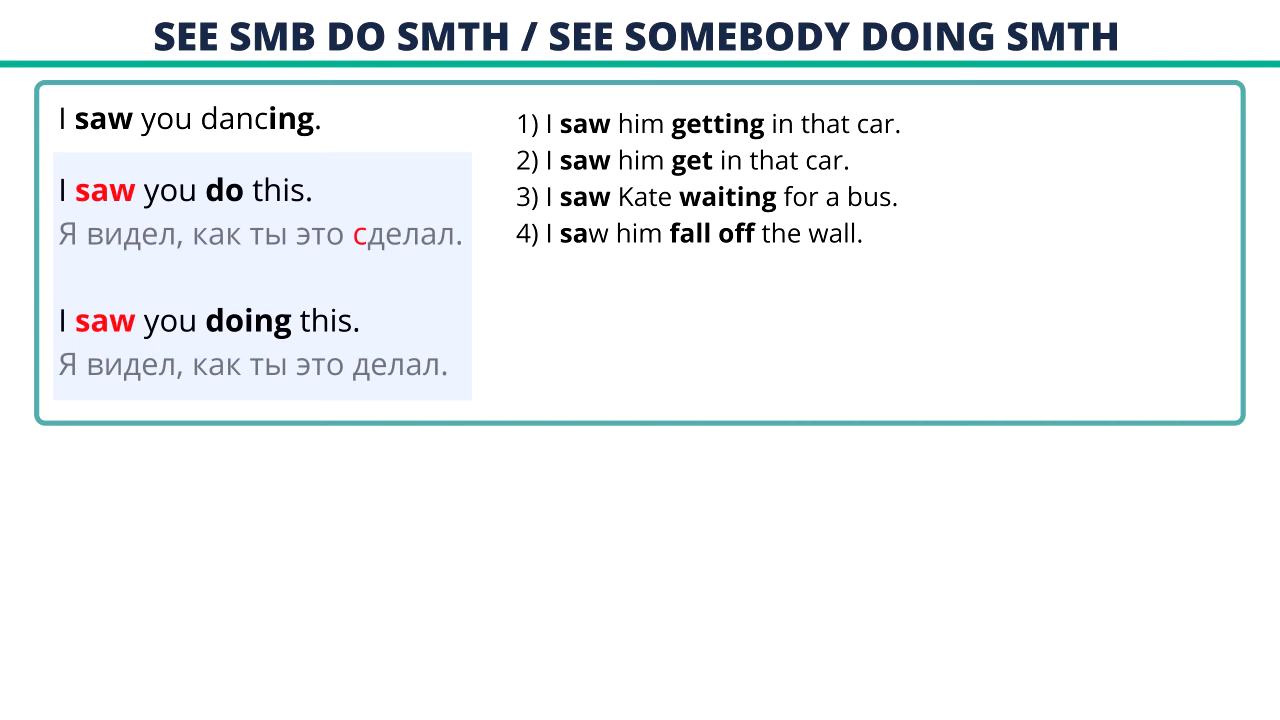 SEE SMB DO SMTH / SEE SOMEBODY DOING SMTH
I saw you dancing.
I saw you do this.
Я видел, как ты это сделал.
I saw you doing this.
Я видел, как ты это делал.
1) I saw him getting in that car.
2) I saw him get in that car.
3) I saw Kate waiting for a bus.
4) I saw him fall off the wall.